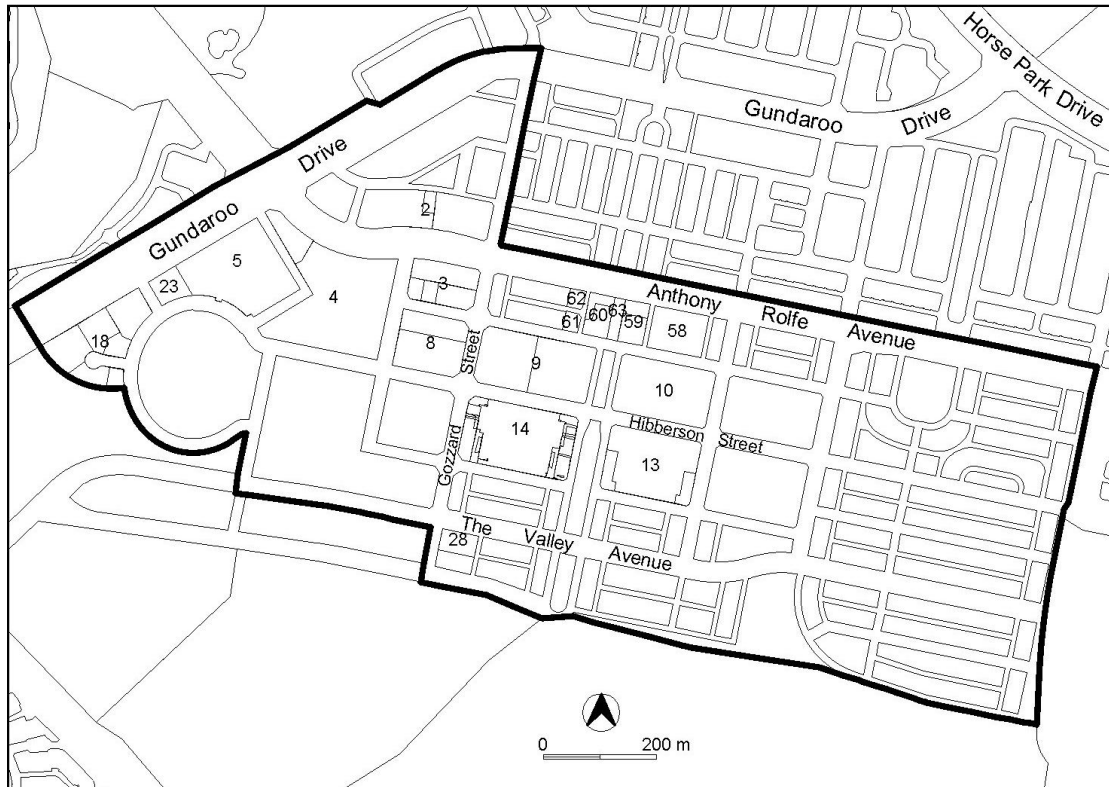 Horse Park Drive
Gundaroo Drive
Gundaroo Drive
2
5
23
4
3
18
62
61
60
63
59
58
Anthony Rolfe Avenue
8
9
10
Gozzard Street
14
Hibberson Street
13
The Valley Avenue
28
0 200 m